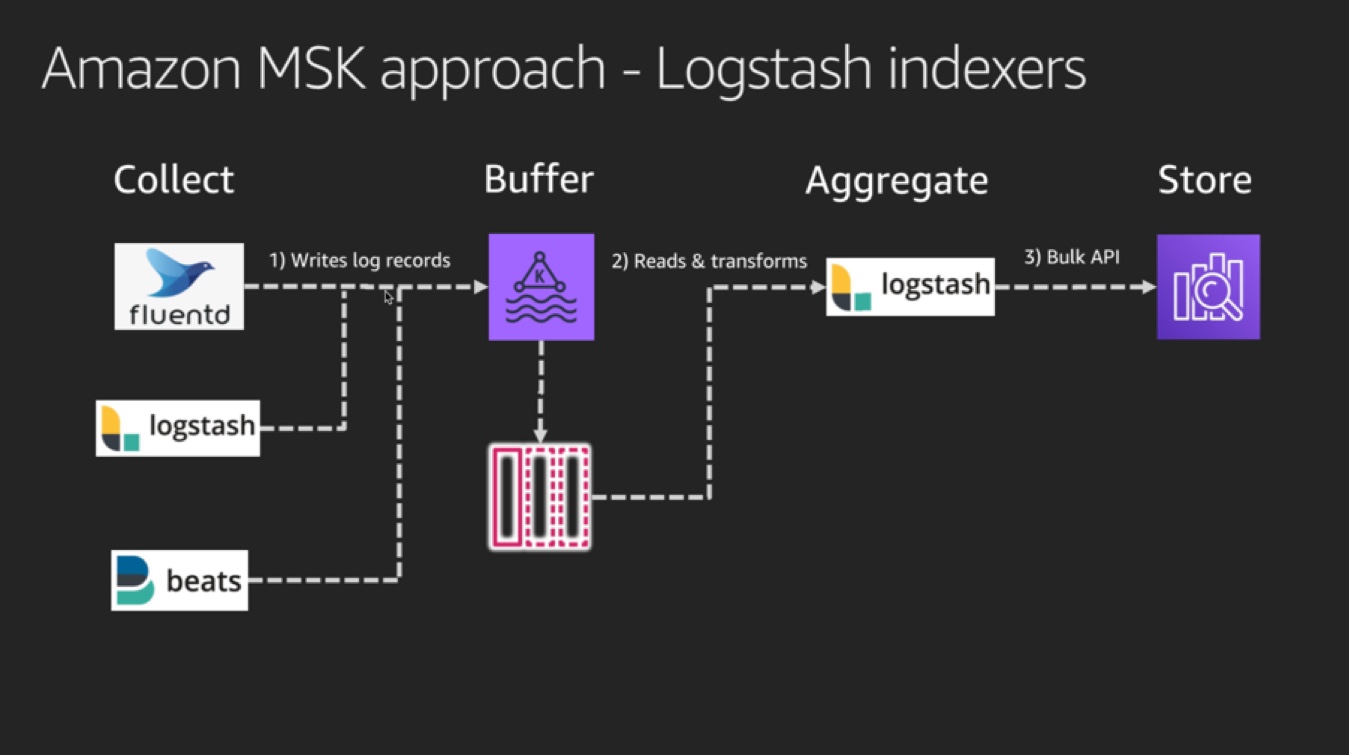 Amazon MSK approach - Logstash indexers
Collect
Buffer
Aggregate
Store
fluentd
1) Writes log records
K
2) Reads & transforms
logstash
3) Bulk API
logstash
beats